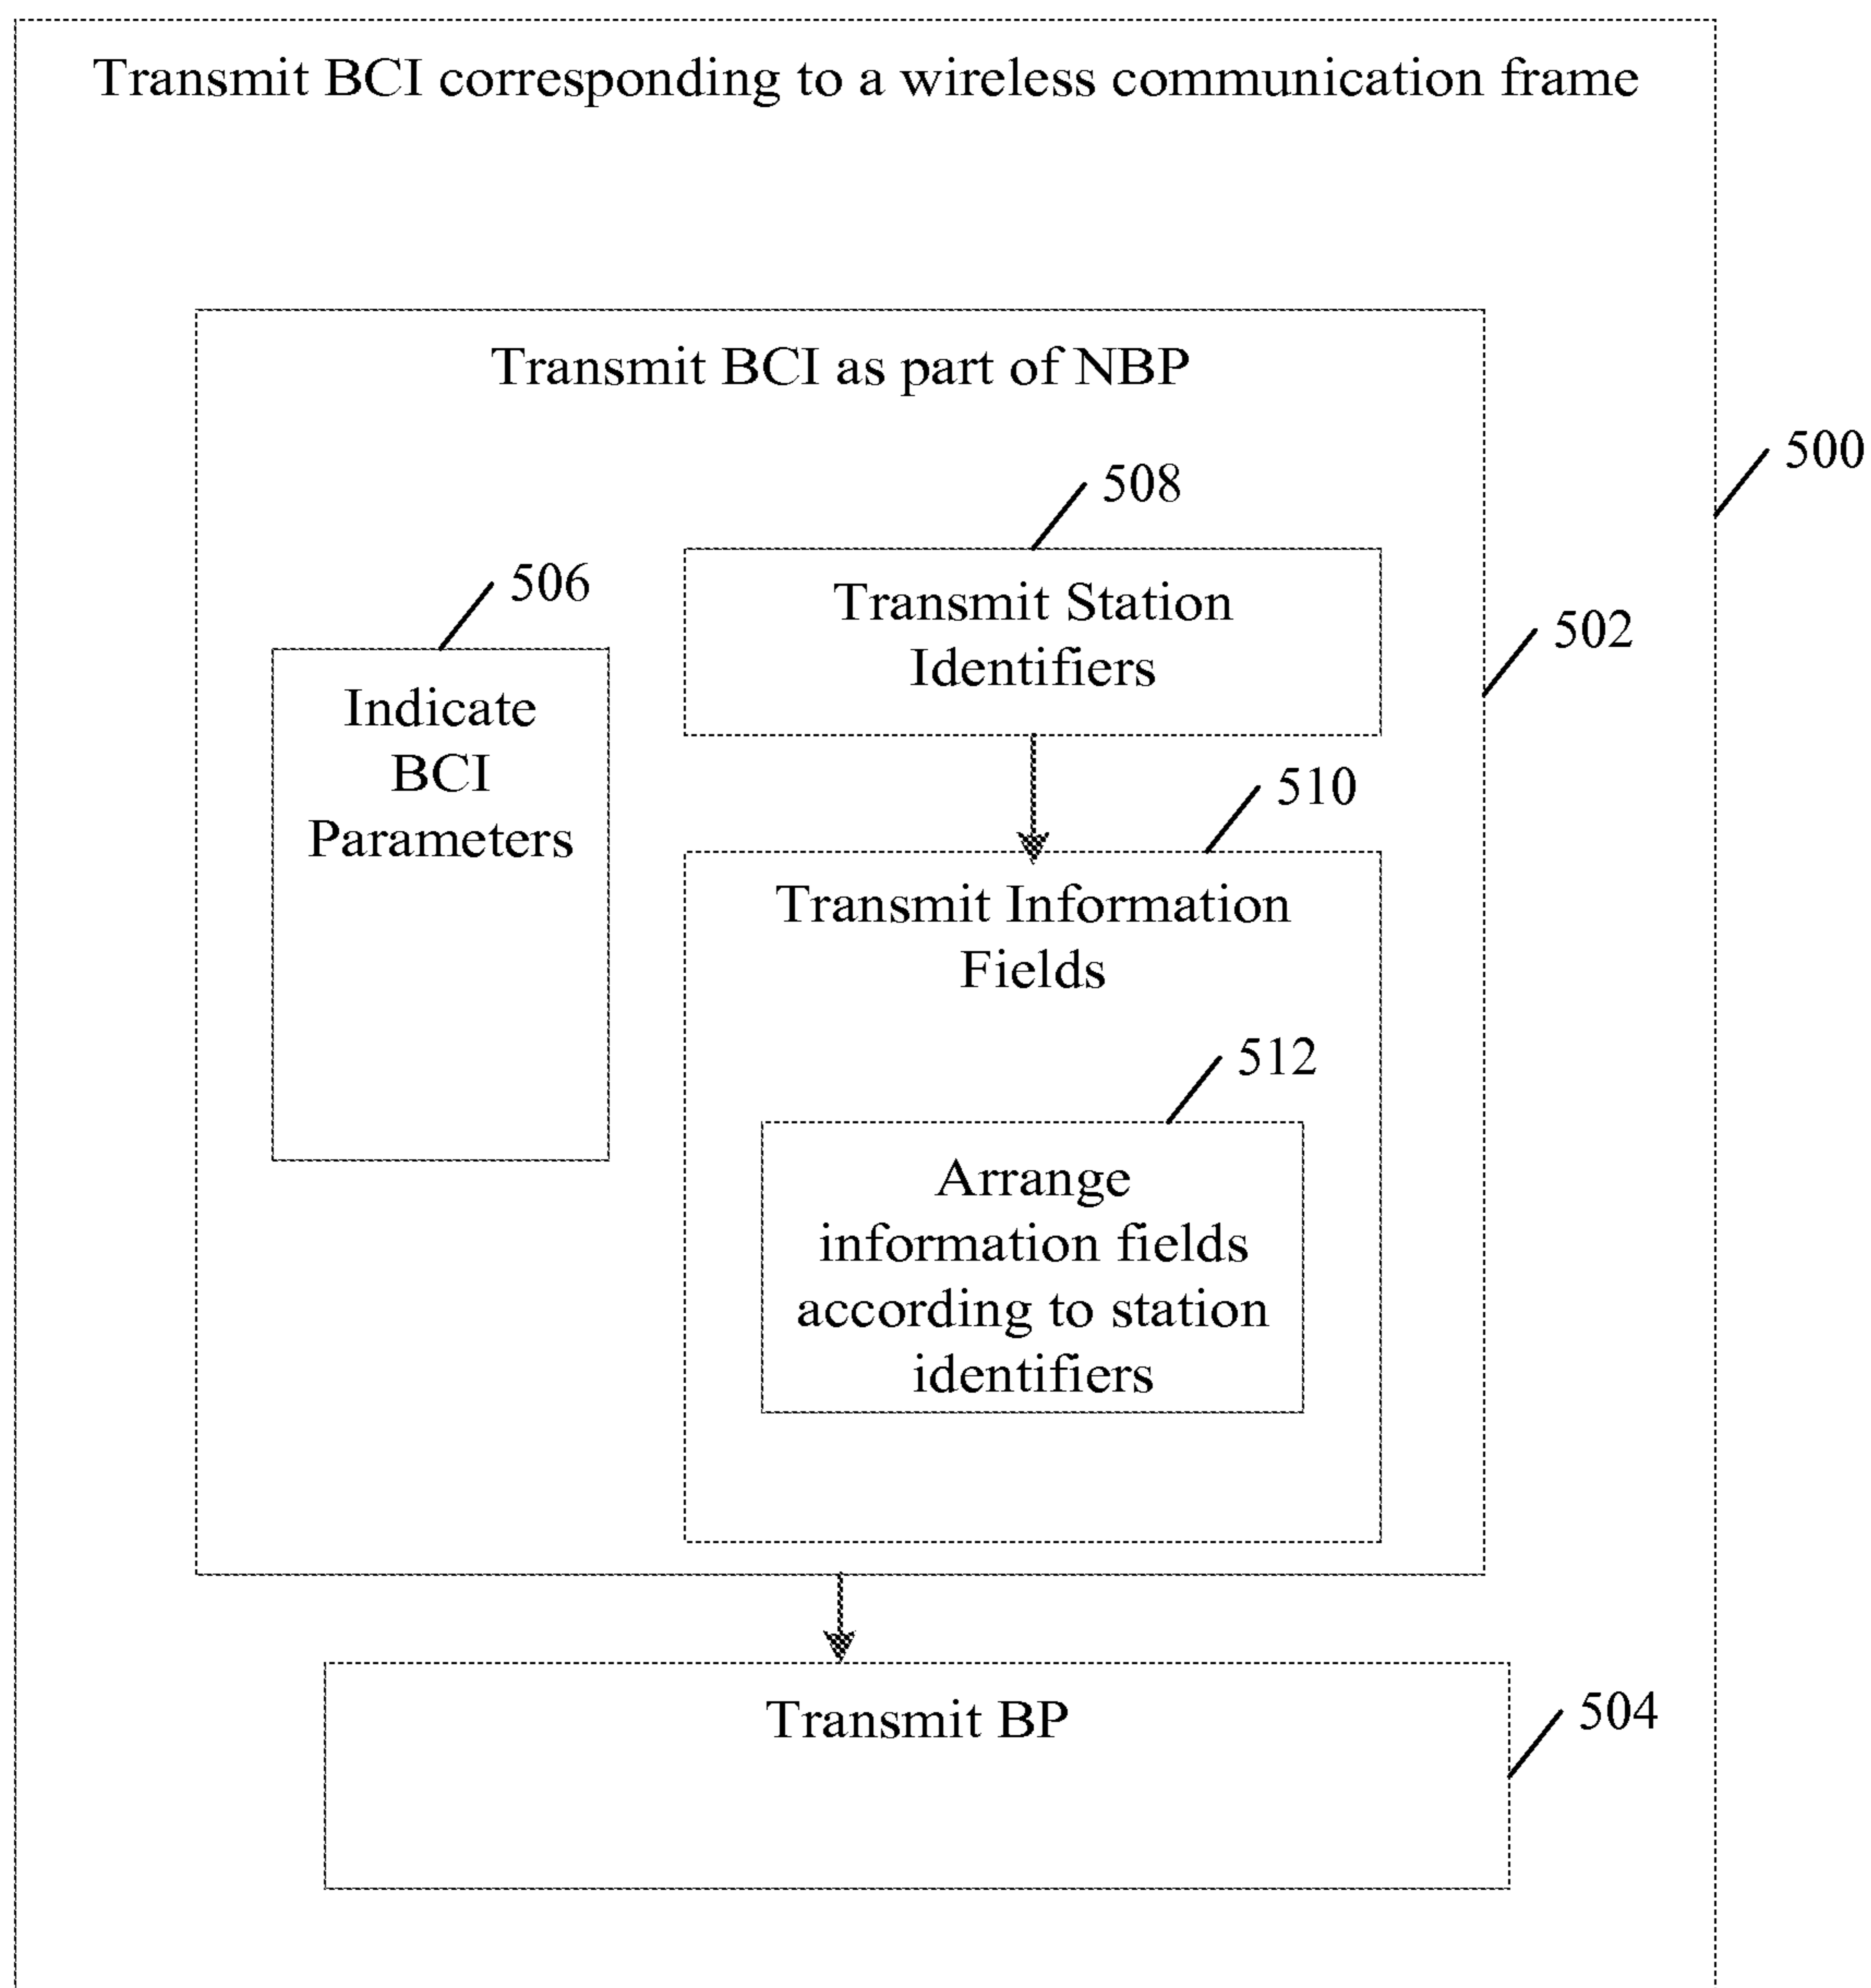 Transmit BCI corresponding to a wireless communication frame
Transmit BCI as part of NBP
500
508
506
Transmit Station
Identifiers
502
Indicate
BCI
Parameters
510
Transmit Information
Fields
512
Arrange
information fields
according to station
identifiers
Transmit BP
504